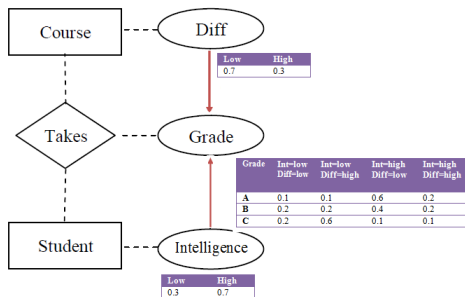 Course
Diff
Low High
0.7 0.3
Takes
Grade
Grade Int=low Diff=low Int=low Diff=high Int=high Diff=low Int=high Diff=high
A 0.1 0.1 0.6 0.2
B 0.2 0.2 0.4 0.2
C 0.2 0.6 0.1 0.1
Student
Intelligence
Low High
0.3 0.7